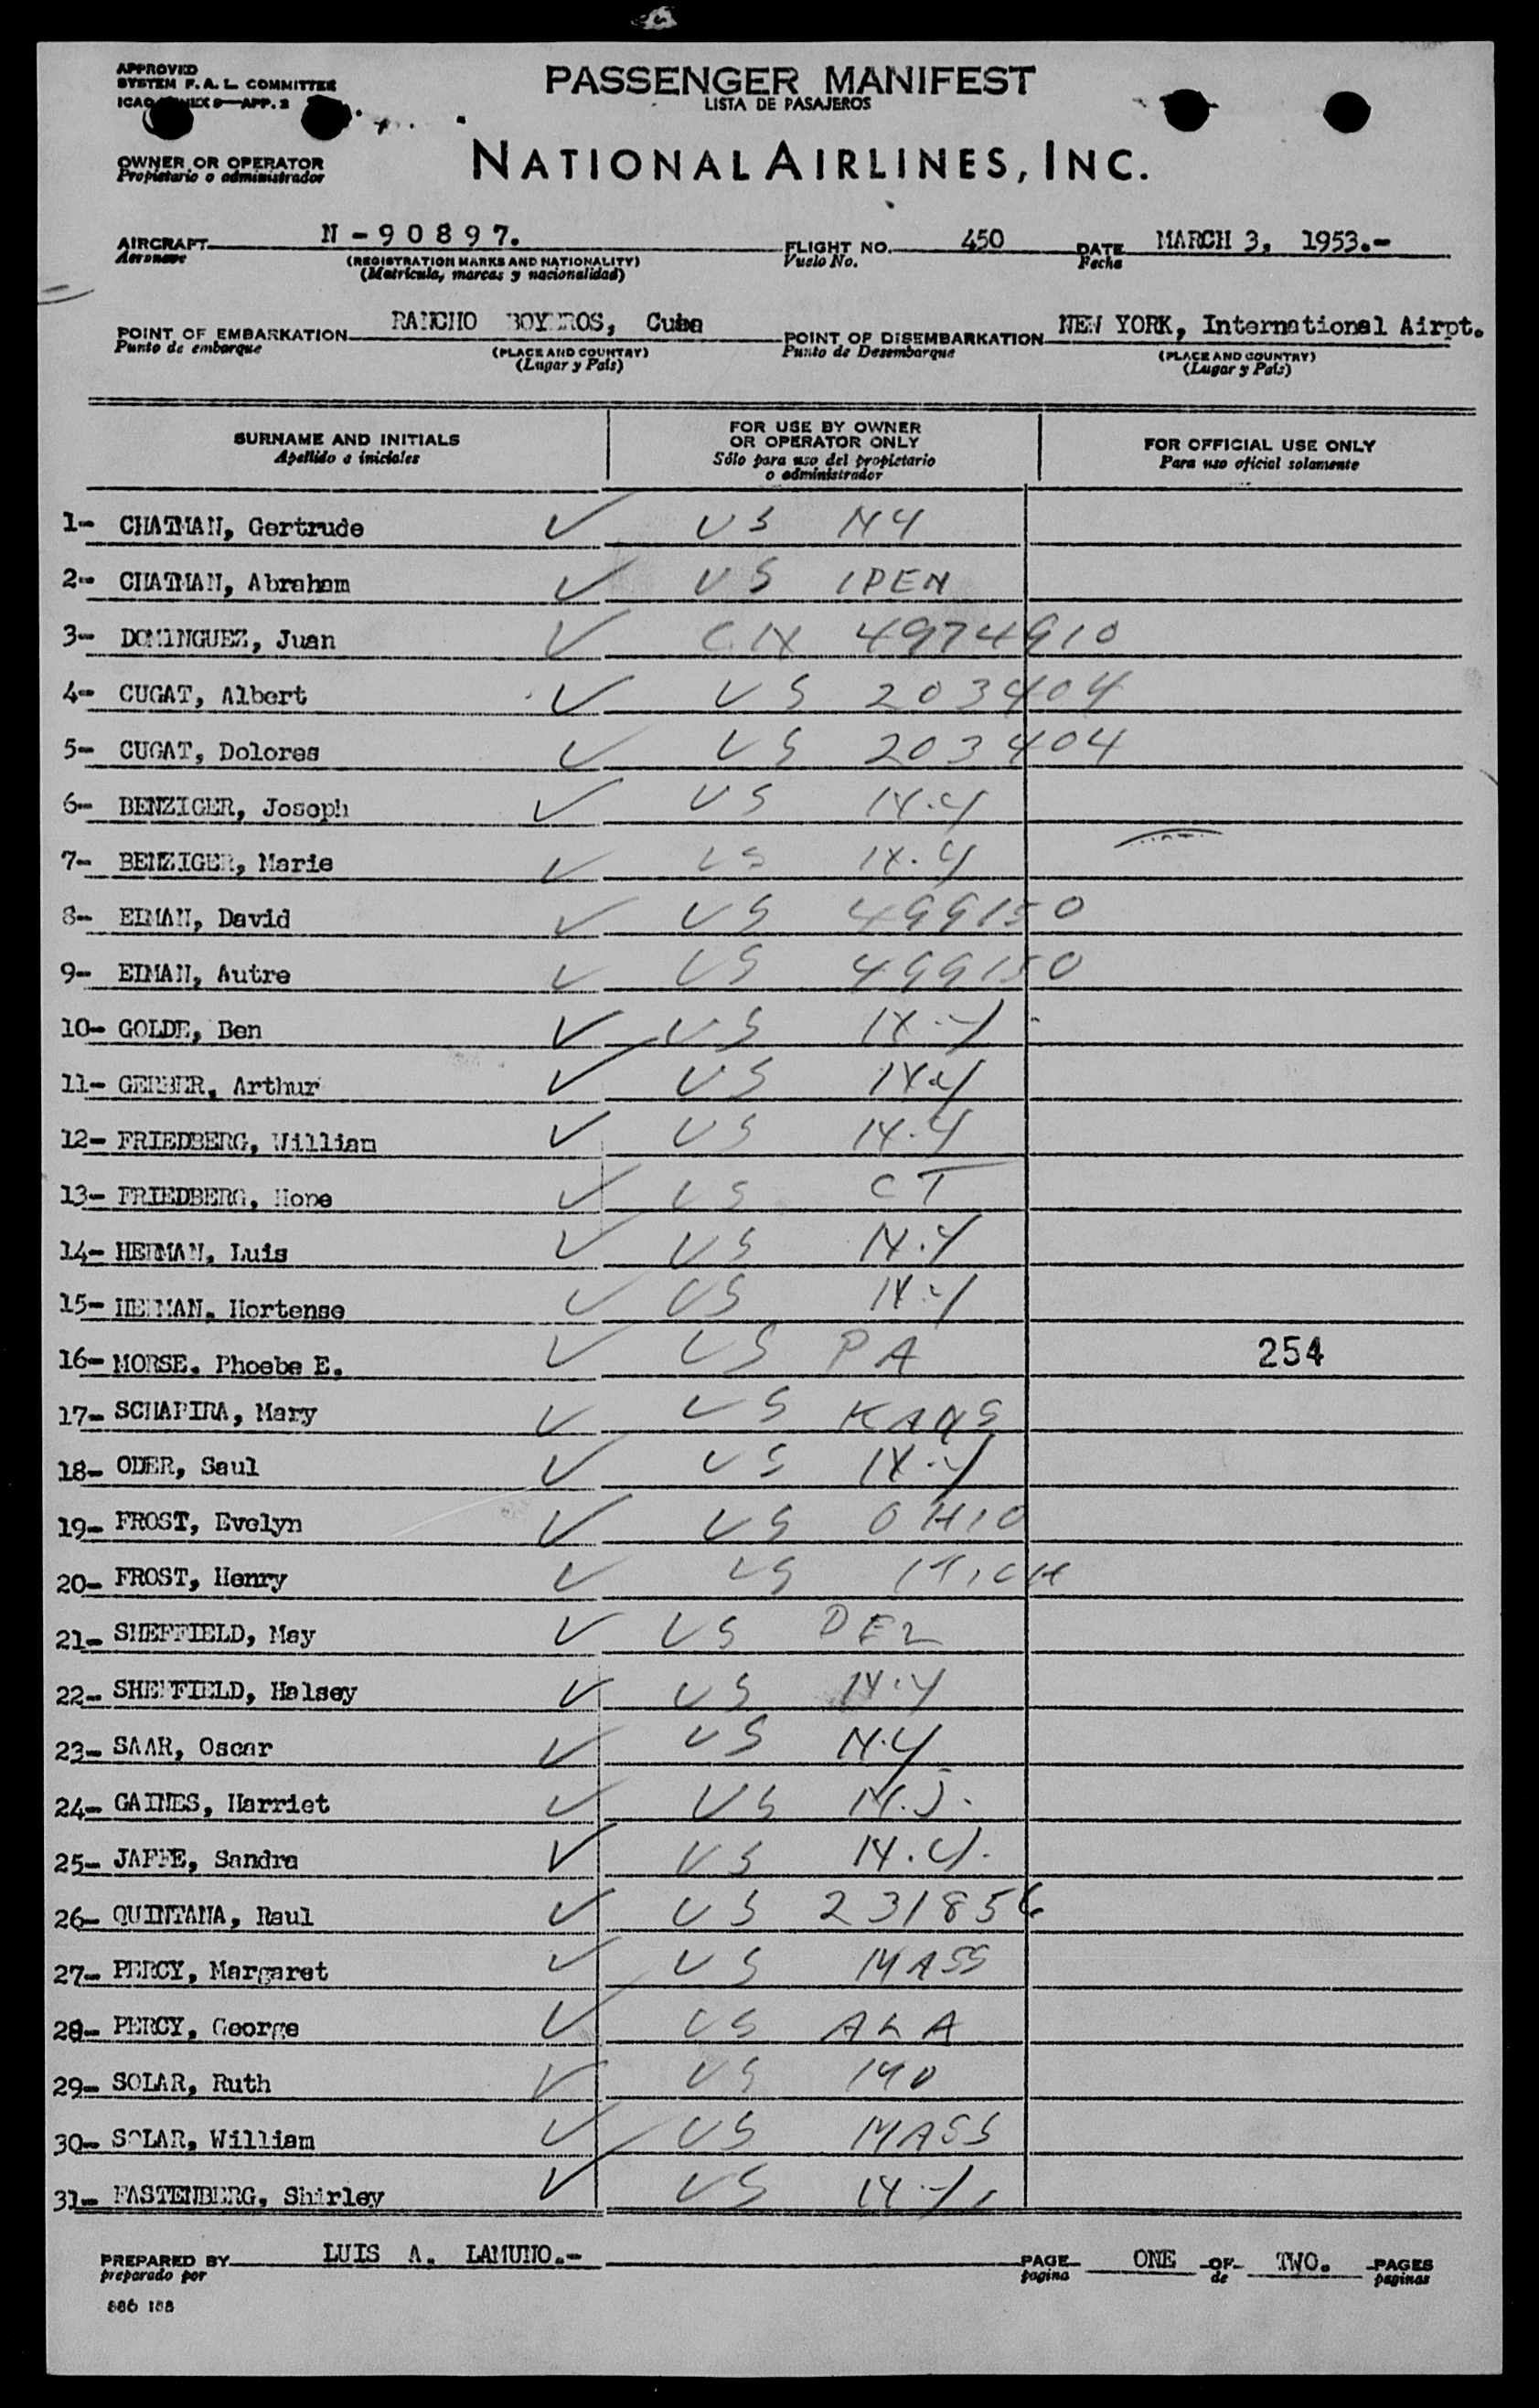 APPROVED
SYSTEM F.A.L. COMMITTEE
ICAO 9—APP. 2
PASSENGER MANIFEST
LISTA DE PASAJEROS
OWNER OR OPERATOR
Propietario o administrador
NATIONAL AIRLINES, INC.
AIRCRAFT N-90897. FLIGHT NO. 450 DATE MARCH 3, 1953.-
Aeronave (REGISTRATION MARKS AND NATIONALITY) Vuelo No. Fecha
(Matricula, marcas y nacionalidad)
POINT OF EMBARKATION RANCHO BOYEROS, Cuba POINT OF DISEMBARKATION NEW YORK, International Airpt.
Punto de embarque (PLACE AND COUNTRY) Punto de Desembarque (PLACE AND COUNTRY)
(Lugar y Pais) (Lugar y Pais)
SURNAME AND INITIALS FOR USE BY OWNER OR OPERATOR ONLY FOR OFFICIAL USE ONLY
Apellido e iniciales Sólo para uso del propietario o administrador Para uso oficial solamente
1- CHATMAN, Gertrude ✓ US NY
2- CHATMAN, Abraham ✓ US PEN
3- DOMINGUEZ, Juan ✓ 4974910
4- CUGAT, Albert ✓ US 203404
5- CUGAT, Dolores ✓ US 203404
6- BENZIGER, Joseph ✓ US N.Y
7- BENZIGER, Marie ✓ US N.Y
8- EIMAN, David ✓ US 499150
9- EIMAN, Autre ✓ US 499150
10- GOLDE, Ben ✓ US N.Y
11- GERBER, Arthur ✓ US N.Y
12- FRIEDBERG, William ✓ US N.Y
13- FRIEDBERG, Hope ✓ US CT
14- HERMAN, Luis ✓ US N.Y
15- HERMAN, Hortense ✓ US N.Y
16- MORSE. Phoebe E. ✓ US PA 254
17- SCHAPIRA, Mary ✓ US KANS
18- ODER, Saul ✓ US N.Y
19- FROST, Evelyn ✓ US OHIO
20- FROST, Henry ✓ US MICH
21- SHEFFIELD, May ✓ US DEL
22- SHEFFIELD, Halsey ✓ US N.Y
23- SAAR, Oscar ✓ US N.Y
24- GAINES, Harriet ✓ US N.J.
25- JAFFE, Sandra ✓ US N.Y.
26- QUINTANA, Raul ✓ US 231856
27- PERCY, Margaret ✓ US MASS
28- PERCY, George ✓ US ALA
29- SOLAR, Ruth ✓ US MO
30- SOLAR, William ✓ US MASS
31- FASTENBERG, Shirley ✓ US N.Y.
PREPARED BY LUIS A. LAMUNO.- PAGE ONE OF TWO. PAGES
preparado por pagina de paginas
886 188